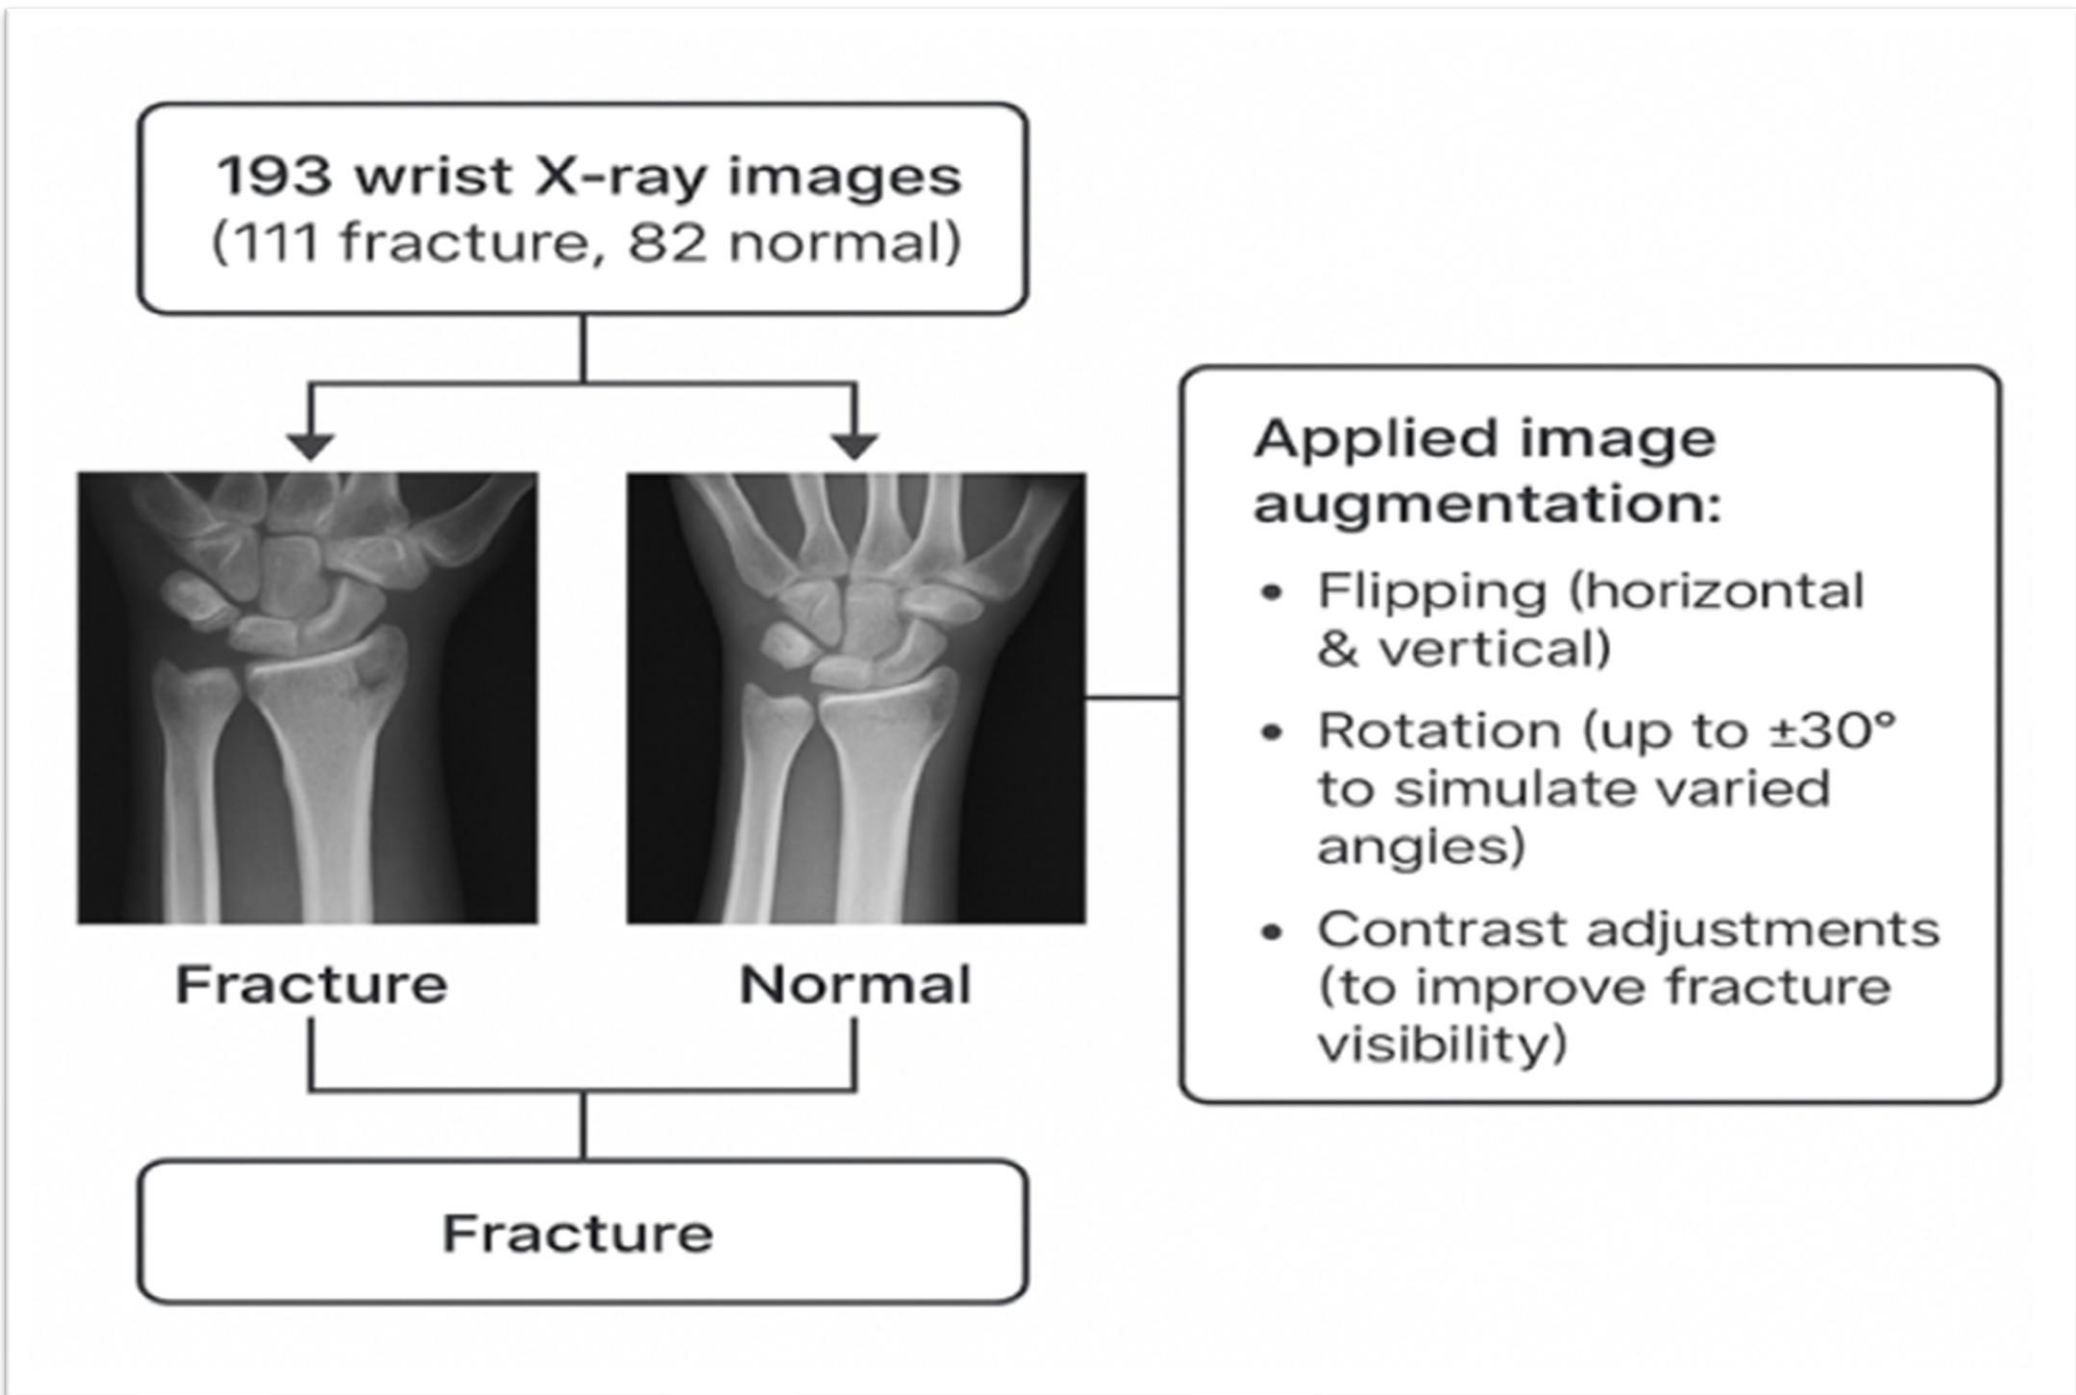 193 wrist X-ray images
(111 fracture, 82 normal)
Fracture
Normal
Fracture
Applied image
augmentation:
• Flipping (horizontal
& vertical)
• Rotation (up to ±30°
to simulate varied
angles)
• Contrast adjustments
(to improve fracture
visibility)